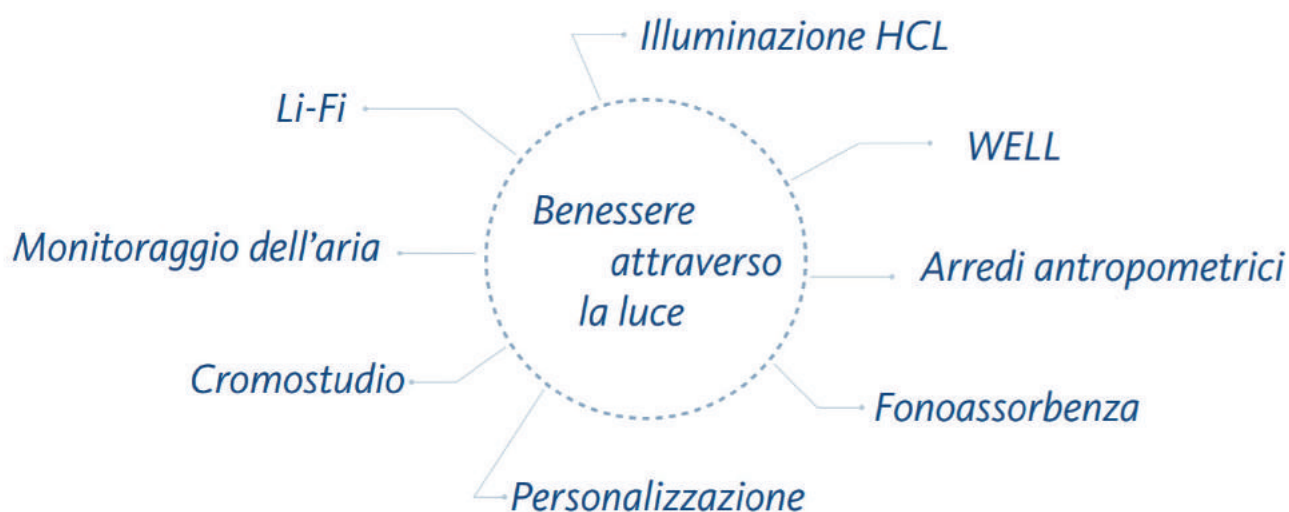 Illuminazione HCL
Li-Fi
WELL
Benessere
attraverso
la luce
Monitoraggio dell’aria
Arredi antropometrici
Cromostudio
Fonoassorbenza
Personalizzazione